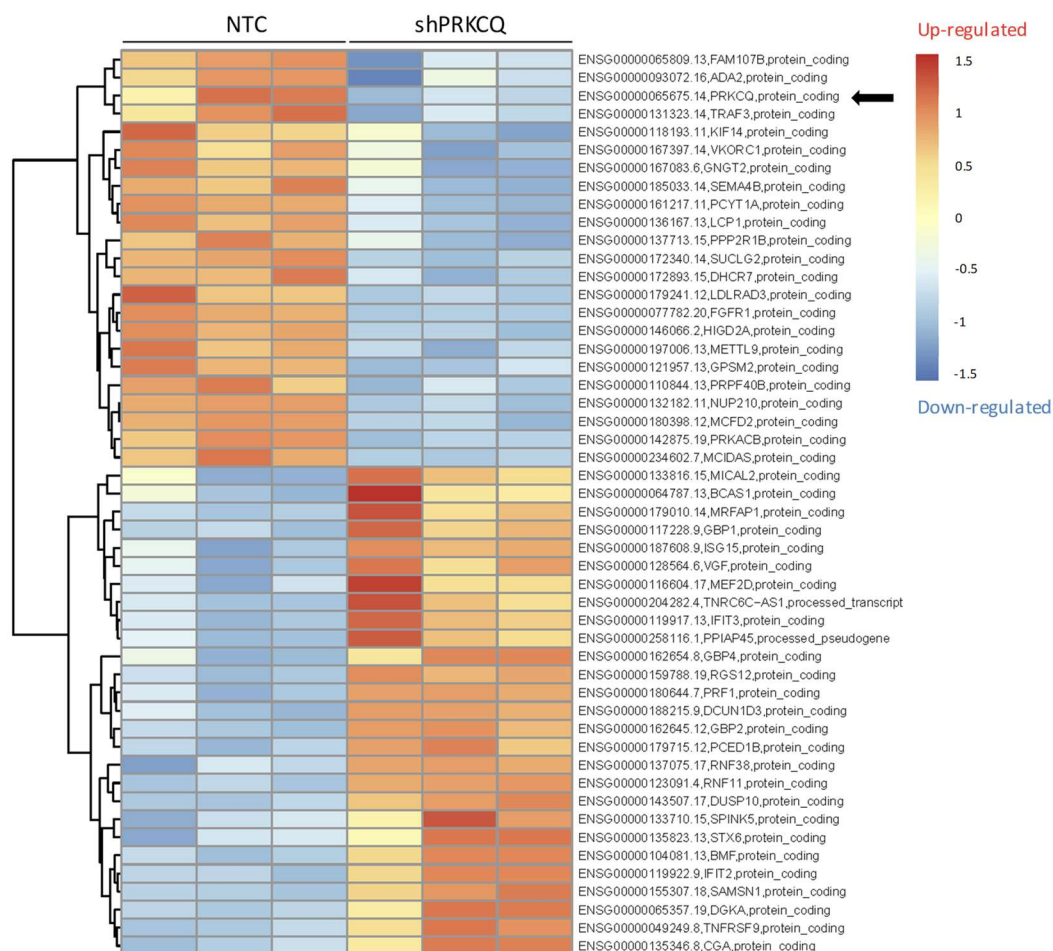 NTC shPRKCQ
Up-regulated
ENSG00000065809.13,FAM107B,protein_coding
ENSG00000093072.16,ADA2,protein_coding
ENSG00000065675.14,PRKCQ,protein_coding
ENSG00000131323.14,TRAF3,protein_coding
ENSG00000118193.11,KIF14,protein_coding
ENSG00000167397.14,VKORC1,protein_coding
ENSG00000167083.6,GNGT2,protein_coding
ENSG00000185033.14,SEMA4B,protein_coding
ENSG00000161217.11,PCYT1A,protein_coding
ENSG00000136167.13,LCP1,protein_coding
ENSG00000137713.15,PPP2R1B,protein_coding
ENSG00000172340.14,SUCLG2,protein_coding
ENSG00000172893.15,DHCR7,protein_coding
ENSG00000179241.12,LDLRAD3,protein_coding
ENSG00000077782.20,FGFR1,protein_coding
ENSG00000146066.2,HIGD2A,protein_coding
ENSG00000197006.13,METTL9,protein_coding
ENSG00000121957.13,GPSM2,protein_coding
ENSG00000110844.13,PRPF40B,protein_coding
ENSG00000132182.11,NUP210,protein_coding
ENSG00000180398.12,MCFD2,protein_coding
ENSG00000142875.19,PRKACB,protein_coding
ENSG00000234602.7,MCIDAS,protein_coding
ENSG00000133816.15,MICAL2,protein_coding
ENSG00000064787.13,BCAS1,protein_coding
ENSG00000179010.14,MRFAP1,protein_coding
ENSG00000117228.9,GBP1,protein_coding
ENSG00000187608.9,ISG15,protein_coding
ENSG00000128564.6,VGF,protein_coding
ENSG00000116604.17,MEF2D,protein_coding
ENSG00000204282.4,TNRC6C−AS1,processed_transcript
ENSG00000119917.13,IFIT3,protein_coding
ENSG00000258116.1,PPIAP45,processed_pseudogene
ENSG00000162654.8,GBP4,protein_coding
ENSG00000159788.19,RGS12,protein_coding
ENSG00000180644.7,PRF1,protein_coding
ENSG00000188215.9,DCUN1D3,protein_coding
ENSG00000162645.12,GBP2,protein_coding
ENSG00000179715.12,PCED1B,protein_coding
ENSG00000137075.17,RNF38,protein_coding
ENSG00000123091.4,RNF11,protein_coding
ENSG00000143507.17,DUSP10,protein_coding
ENSG00000133710.15,SPINK5,protein_coding
ENSG00000135823.13,STX6,protein_coding
ENSG00000104081.13,BMF,protein_coding
ENSG00000119922.9,IFIT2,protein_coding
ENSG00000155307.18,SAMSN1,protein_coding
ENSG00000065357.19,DGKA,protein_coding
ENSG00000049249.8,TNFRSF9,protein_coding
ENSG00000135346.8,CGA,protein_coding
1.5
1
0.5
0
-0.5
-1
-1.5
Down-regulated